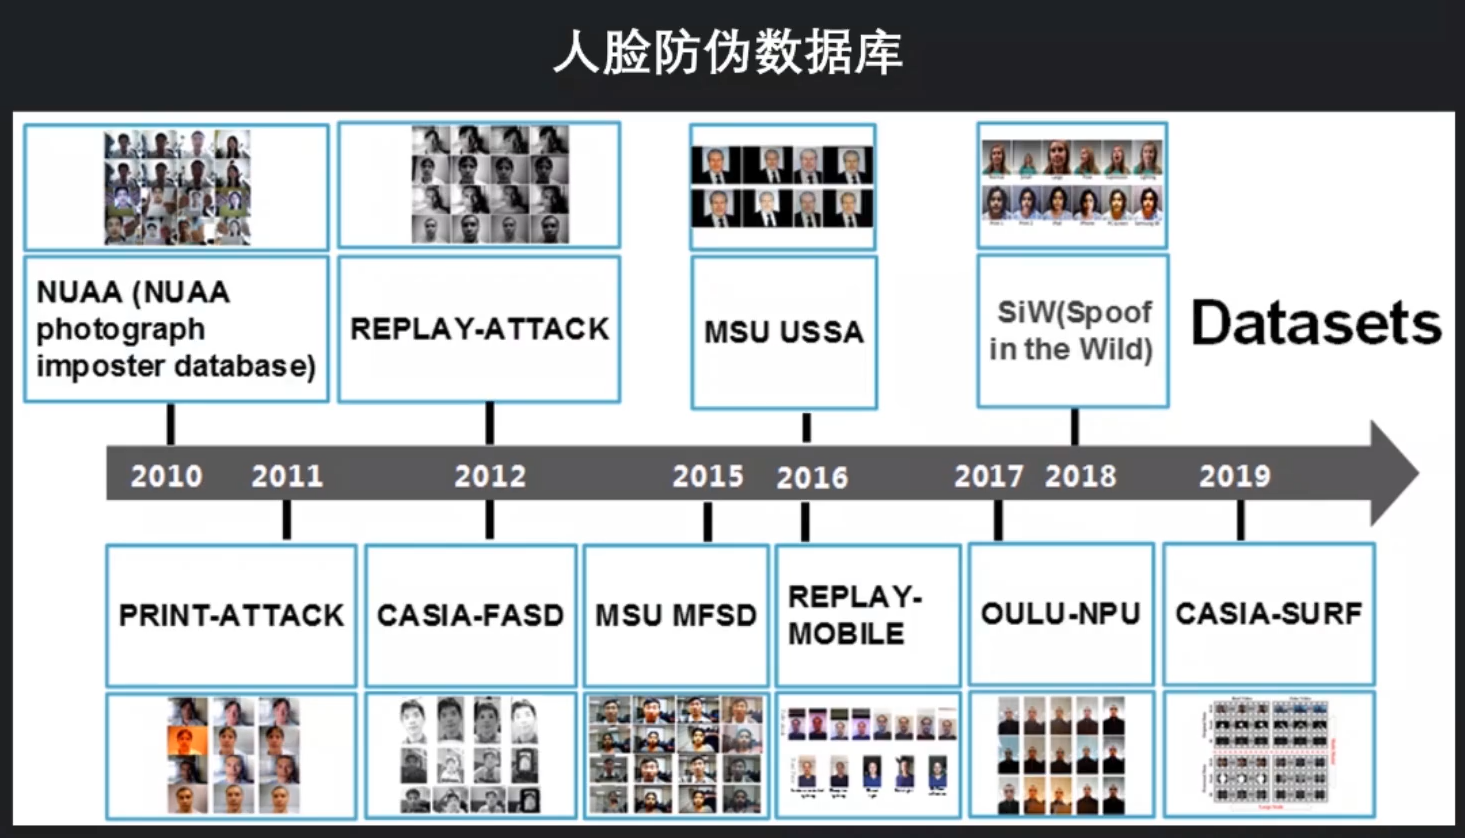 人脸防伪数据库
NUAA (NUAA
photograph
imposter database)
REPLAY-ATTACK
MSU USSA
SiW(Spoof
in the Wild)
Datasets
2010 2011 2012 2015 2016 2017 2018 2019
PRINT-ATTACK
CASIA-FASD
MSU MFSD
REPLAY-
MOBILE
OULU-NPU
CASIA-SURF